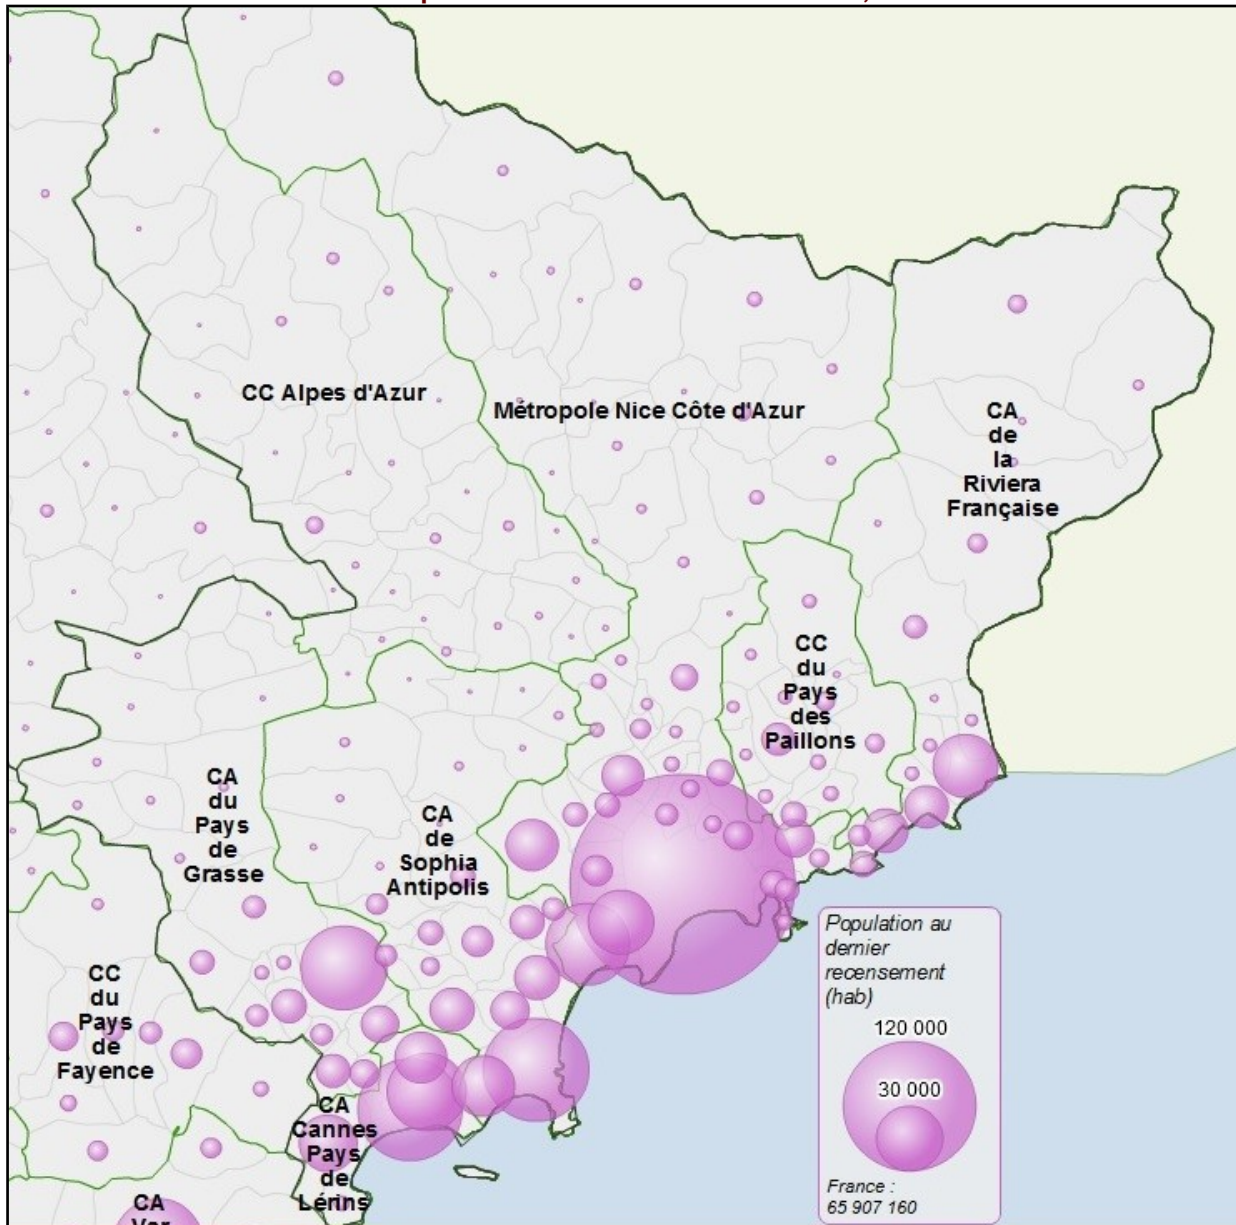 CC Alpes d'Azur
Métropole Nice Côte d'Azur
CA
de
la
Riviera
Française
CC
du
Pays
des
Paillons
CA
du
Pays
de
Grasse
CA
de
Sophia
Antipolis
CC
du
Pays
de
Fayence
CA
Cannes
Pays
de
Lérins
CA
Population au
dernier
recensement
(hab)
120 000
30 000
France :
65 907 160